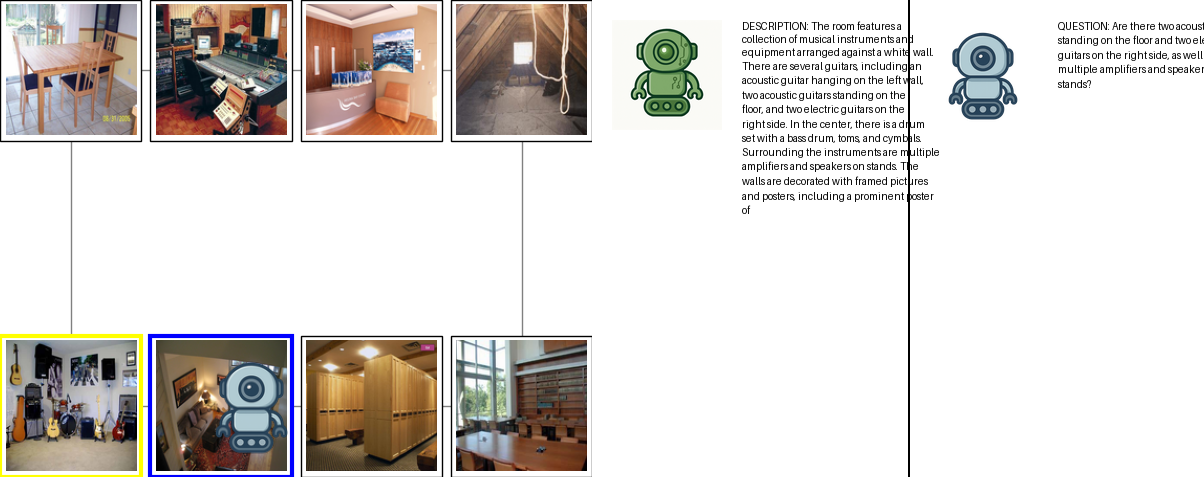 DESCRIPTION: The room features a
collection of musical instruments and
equipment arranged against a white wall.
There are several guitars, including an
acoustic guitar hanging on the left wall,
two acoustic guitars standing on the
floor, and two electric guitars on the
right side. In the center, there is a drum
set with a bass drum, toms, and cymbals.
Surrounding the instruments are multiple
amplifiers and speakers on stands. The
walls are decorated with framed pictures
and posters, including a prominent poster
of
QUESTION: Are there two acoust
standing on the floor and two ele
guitars on the right side, as well
multiple amplifiers and speaker
stands?